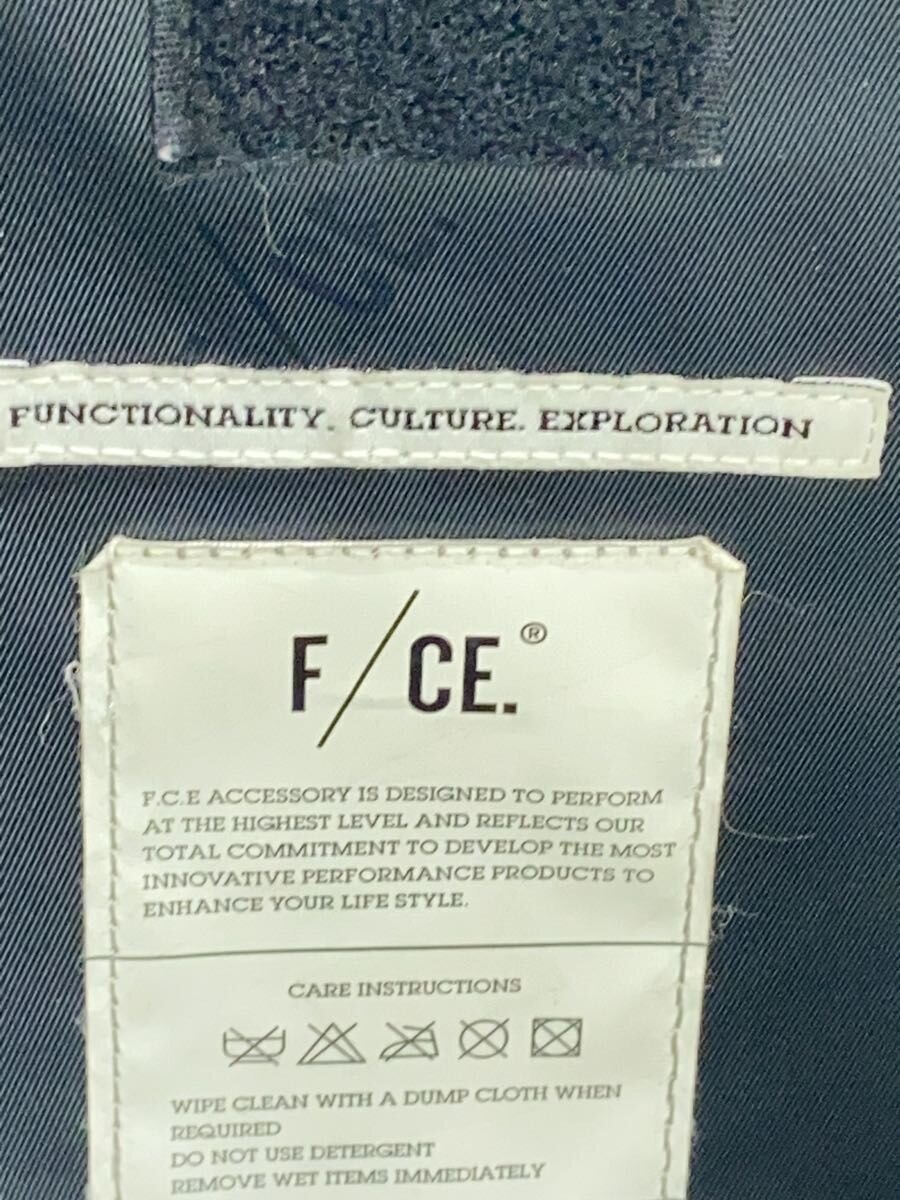 FUNCTIONALITY. CULTURE. EXPLORATION
F/CE.®
F.C.E ACCESSORY IS DESIGNED TO PERFORM
AT THE HIGHEST LEVEL AND REFLECTS OUR
TOTAL COMMITMENT TO DEVELOP THE MOST
INNOVATIVE PERFORMANCE PRODUCTS TO
ENHANCE YOUR LIFE STYLE.
CARE INSTRUCTIONS
WIPE CLEAN WITH A DUMP CLOTH WHEN
REQUIRED
DO NOT USE DETERGENT
REMOVE WET ITEMS IMMEDIATELY